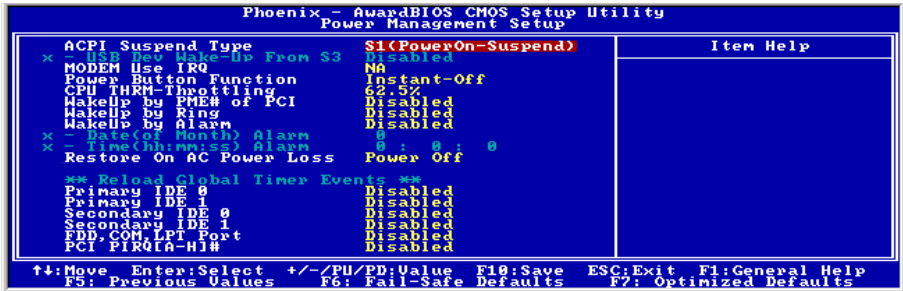 Phoenix - AwardBIOS CMOS Setup Utility
Power Management Setup
ACPI Suspend Type S1(PowerOn-Suspend) Item Help
x - USB Dev Wake-Up From S3 Disabled
MODEM Use IRQ NA
Power Button Function Instant-Off
CPU THRM-Throttling 62.5%
WakeUp by PME# of PCI Disabled
WakeUp by Ring Disabled
WakeUp by Alarm Disabled
x - Date(of Month) Alarm 0
x - Time(hh:mm:ss) Alarm 0 : 0 : 0
Restore On AC Power Loss Power Off
** Reload Global Timer Events **
Primary IDE 0 Disabled
Primary IDE 1 Disabled
Secondary IDE 0 Disabled
Secondary IDE 1 Disabled
FDD,COM,LPT Port Disabled
PCI PIRQ[A-H]# Disabled
↑↓:Move Enter:Select +/-/PU/PD:Value F10:Save ESC:Exit F1:General Help
F5: Previous Values F6: Fail-Safe Defaults F7: Optimized Defaults